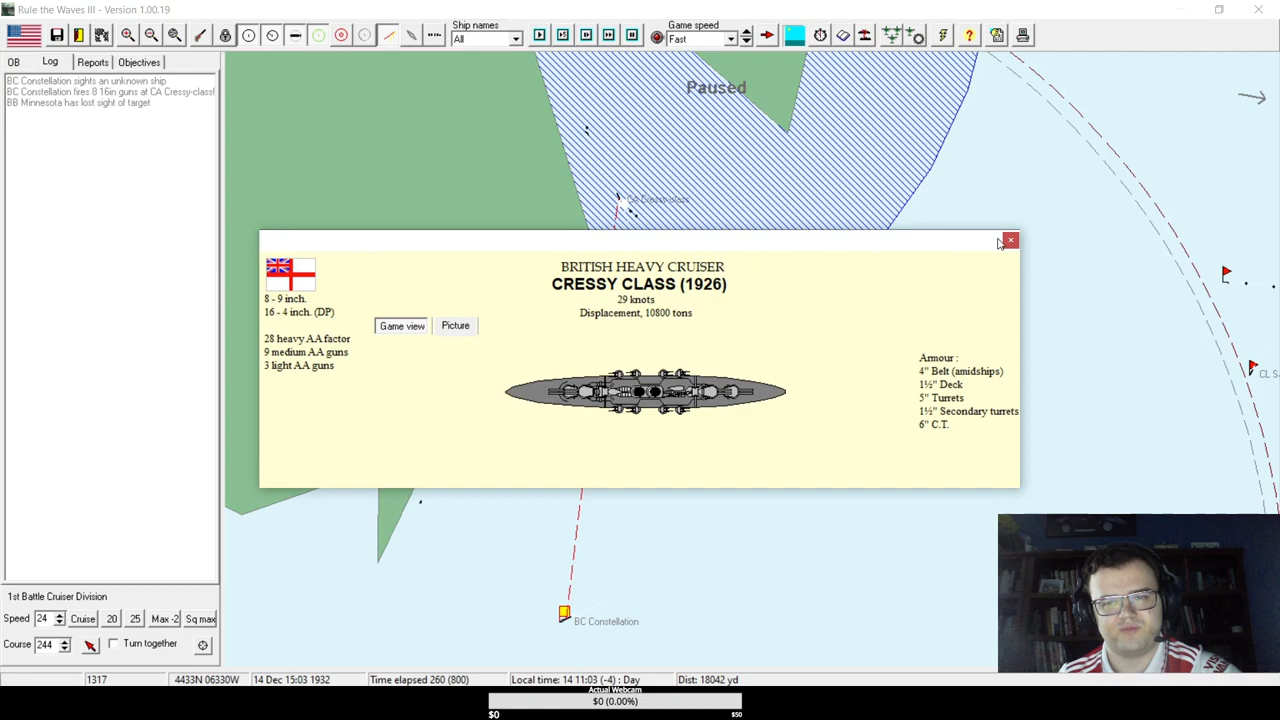 Rule the Waves III - Version 1.00.19
Ship names
All
Game speed
Fast
OB
Log
Reports
Objectives
BC Constellation sights an unknown ship
BC Constellation fires 8 16in guns at CA Cressy-class!
BB Minnesota has lost sight of target
Paused
CA Cressy-class
BRITISH HEAVY CRUISER
CRESSY CLASS (1926)
29 knots
Displacement, 10800 tons
8 - 9 inch.
16 - 4 inch. (DP)
28 heavy AA factor
9 medium AA guns
3 light AA guns
Game view
Picture
Armour :
4" Belt (amidships)
1½" Deck
5" Turrets
1½" Secondary turrets
6" C.T.
BC Constellation
1st Battle Cruiser Division
Speed 24 Cruise 20 25 Max -2 Sq max
Course 244 Turn together
1317
4433N 06330W
14 Dec 15:03 1932
Time elapsed 260 (800)
Local time: 14 11:03 (-4) : Day
Dist: 18042 yd
Actual Webcam
$0 (0.00%)
$0
$50